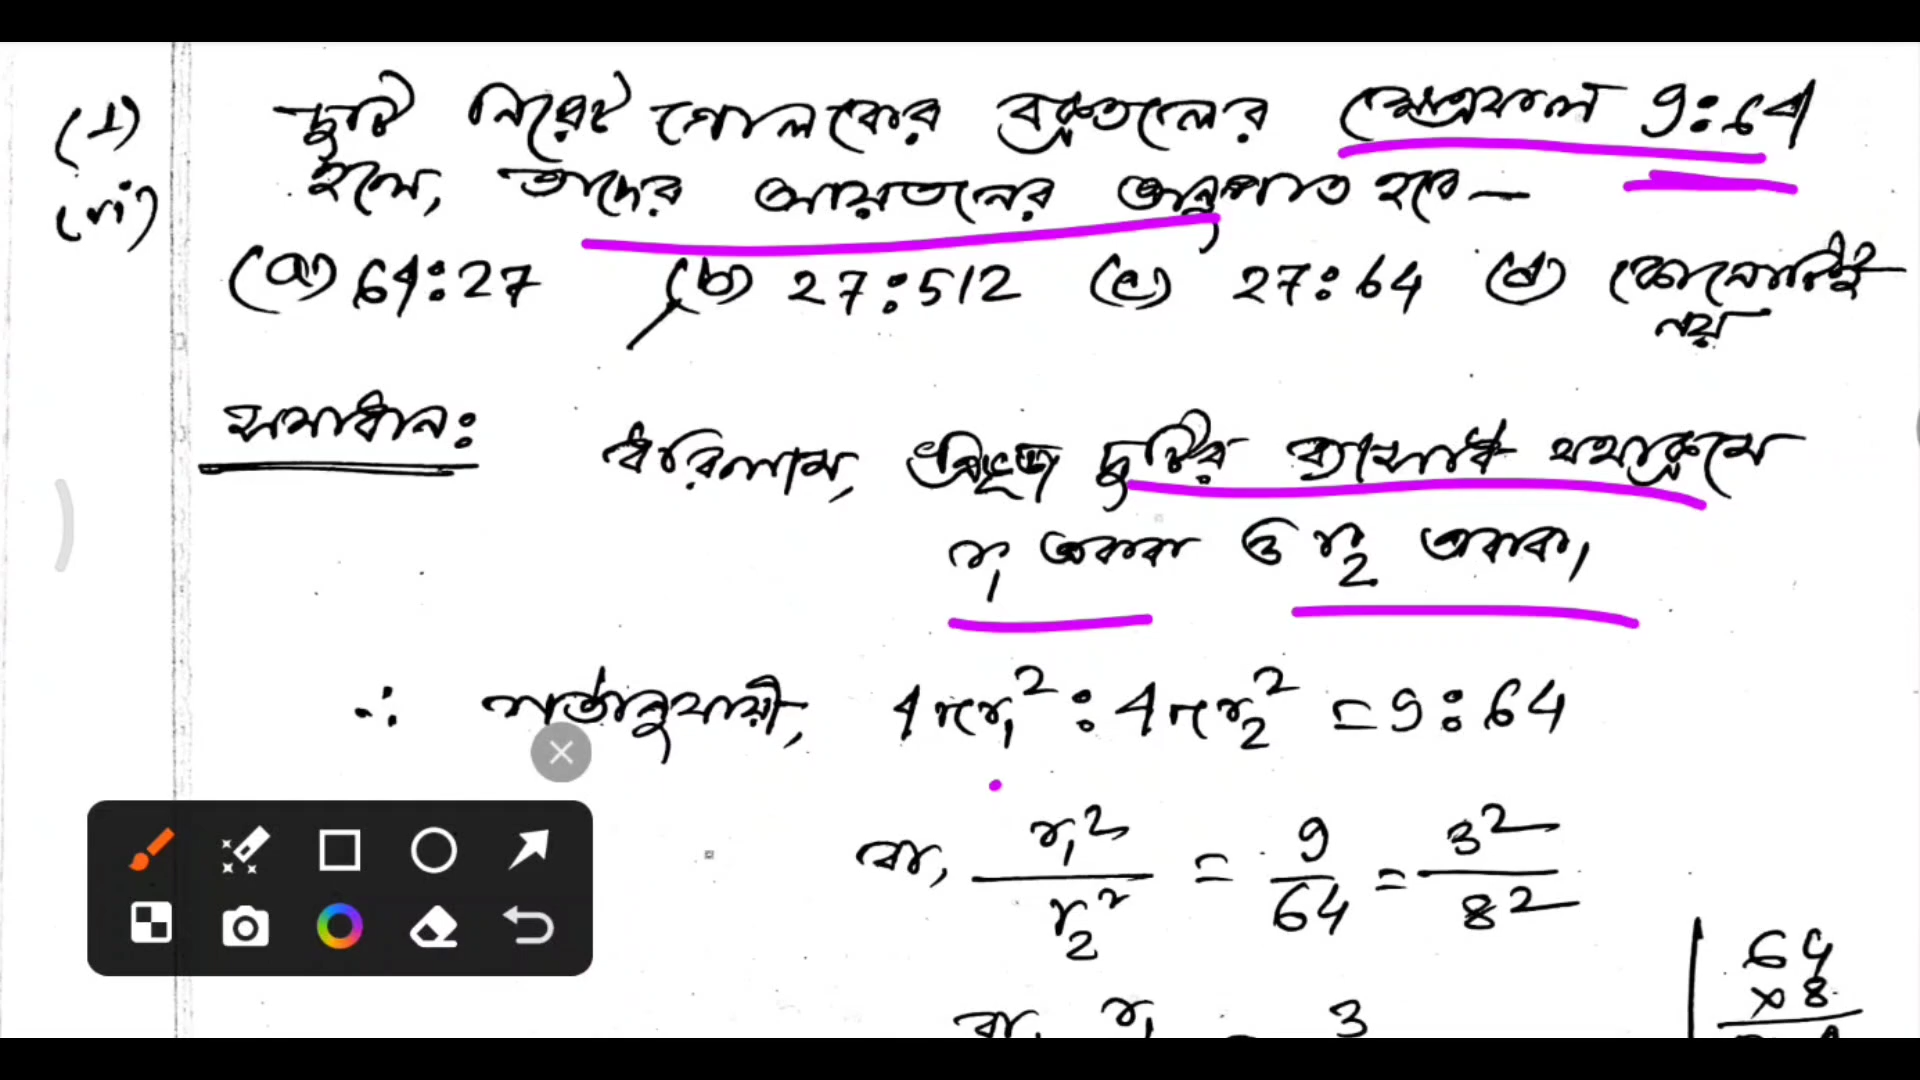 (1) দুটি নিরেট গোলকের বক্রতলের ক্ষেত্রফল 9:64
(vi) হলে, তাদের আয়তনের অনুপাত হবে—
(a) 64:27 (b) 27:512 (c) 27:64 (d) কোনোটিই
নয়
সমাধান: ধরিলাম, দুটির ব্যাসার্ধ যথাক্রমে
r₁ একক ও r₂ একক,
∴ শর্তানুযায়ী, 4πr₁² : 4πr₂² = 9 : 64
বা, r₁²/r₂² = 9/64 = 3²/8²
64
× 8
বা, r₁ 3